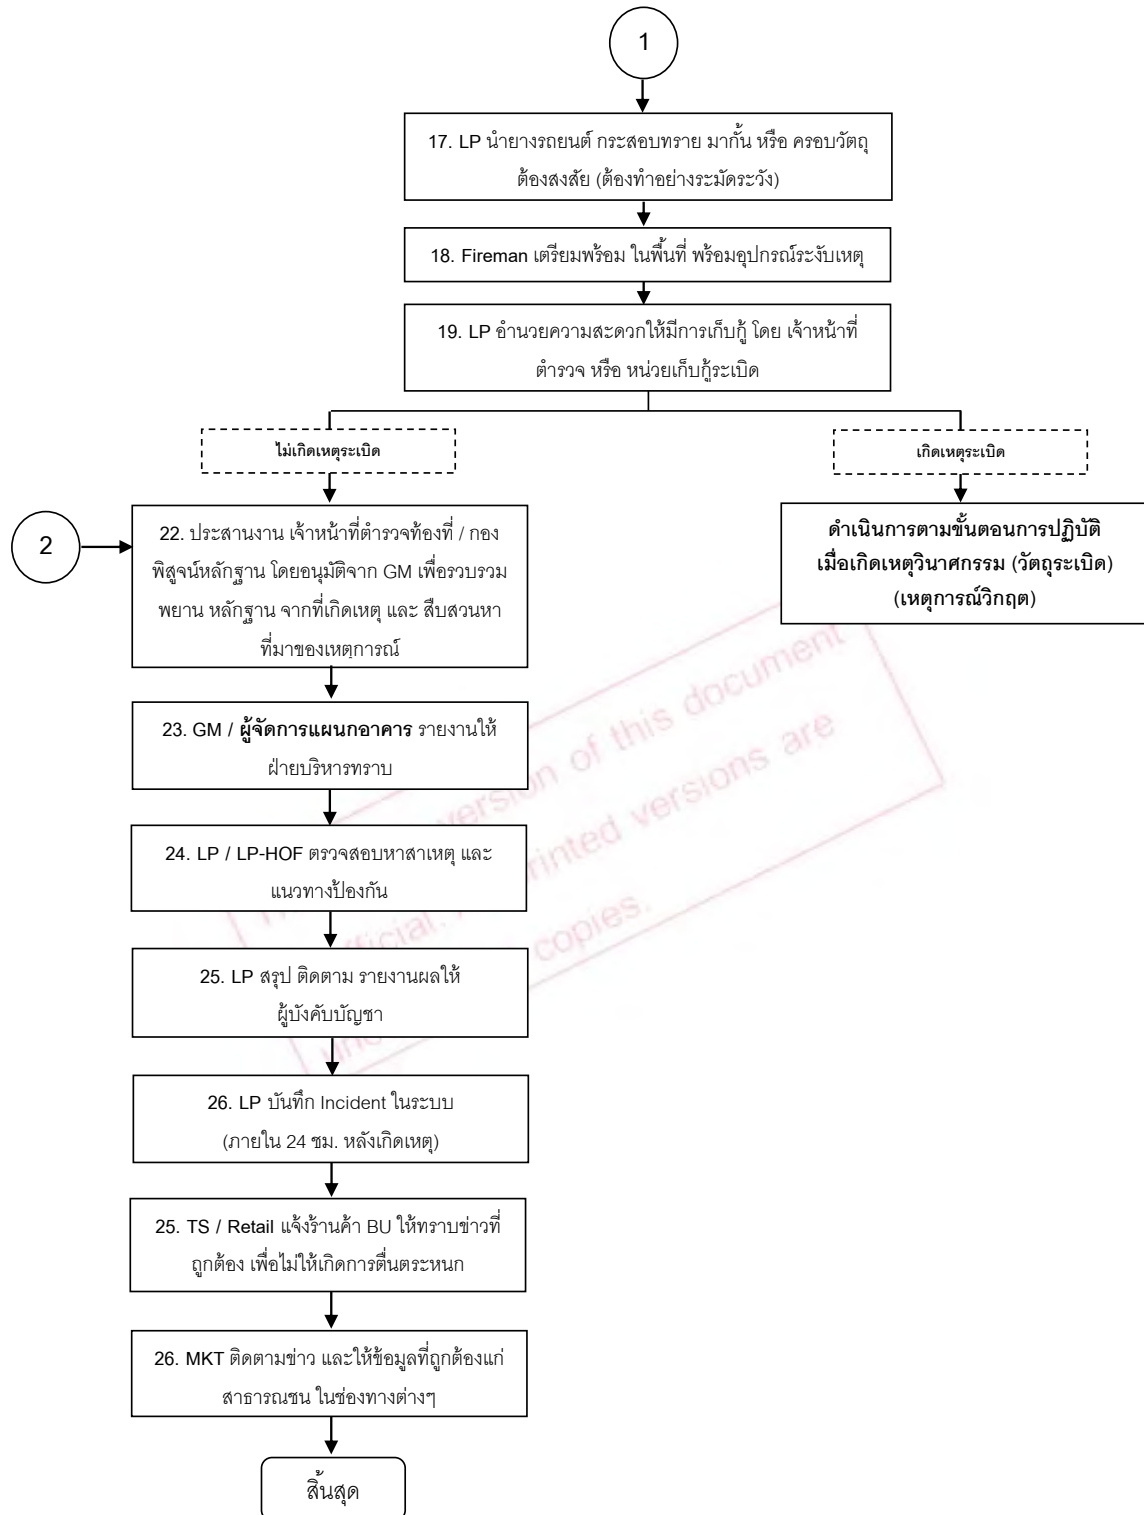 1
17. LP นำยางรถยนต์ กระสอบทราย มากั้น หรือ ครอบวัตถุ
ต้องสงสัย (ต้องทำอย่างระมัดระวัง)
18. Fireman เตรียมพร้อม ในพื้นที่ พร้อมอุปกรณ์ระงับเหตุ
19. LP อำนวยความสะดวกให้มีการเก็บกู้ โดย เจ้าหน้าที่
ตำรวจ หรือ หน่วยเก็บกู้ระเบิด
ไม่เกิดเหตุระเบิด
เกิดเหตุระเบิด
2
22. ประสานงาน เจ้าหน้าที่ตำรวจท้องที่ / กอง
พิสูจน์หลักฐาน โดยอนุมัติจาก GM เพื่อรวบรวม
พยาน หลักฐาน จากที่เกิดเหตุ และ สืบสวนหา
ที่มาของเหตุการณ์
ดำเนินการตามขั้นตอนการปฏิบัติ
เมื่อเกิดเหตุวินาศกรรม (วัตถุระเบิด)
(เหตุการณ์วิกฤต)
23. GM / ผู้จัดการแผนกอาคาร รายงานให้
ฝ่ายบริหารทราบ
24. LP / LP-HOF ตรวจสอบหาสาเหตุ และ
แนวทางป้องกัน
25. LP สรุป ติดตาม รายงานผลให้
ผู้บังคับบัญชา
26. LP บันทึก Incident ในระบบ
(ภายใน 24 ชม. หลังเกิดเหตุ)
25. TS / Retail แจ้งร้านค้า BU ให้ทราบข่าวที่
ถูกต้อง เพื่อไม่ให้เกิดการตื่นตระหนก
26. MKT ติดตามข่าว และให้ข้อมูลที่ถูกต้องแก่
สาธารณชน ในช่องทางต่างๆ
สิ้นสุด
version of this document
printed versions are
copies.